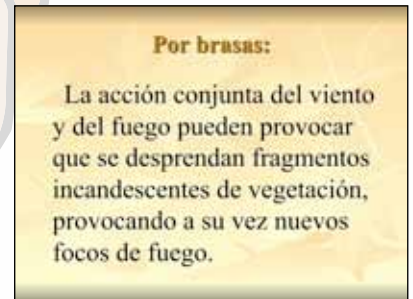 Por brasas:
La acción conjunta del viento
y del fuego pueden provocar
que se desprendan fragmentos
incandescentes de vegetación,
provocando a su vez nuevos
focos de fuego.